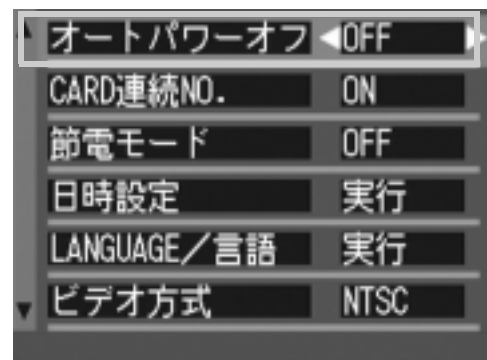 オートパワーオフ OFF
CARD連続NO. ON
節電モード OFF
日時設定 実行
LANGUAGE／言語 実行
ビデオ方式 NTSC